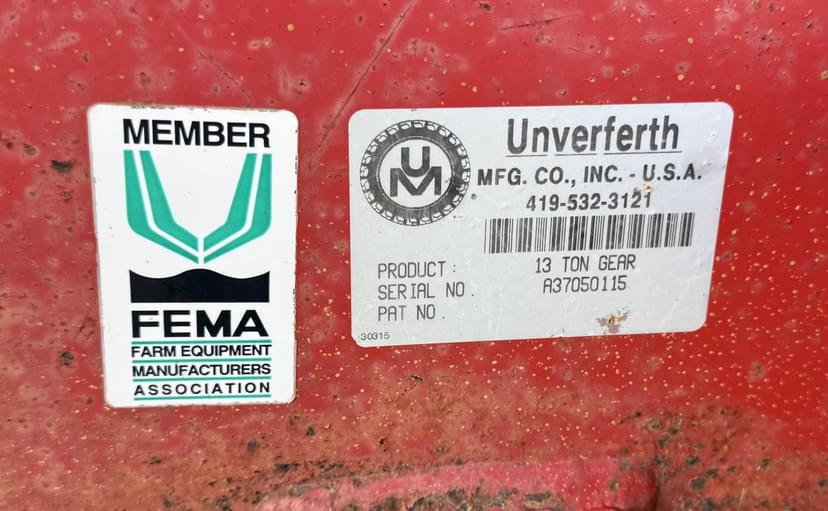 MEMBER
FEMA
FARM EQUIPMENT
MANUFACTURERS
ASSOCIATION
UM
®
Unverferth
MFG. CO., INC. - U.S.A.
419-532-3121
PRODUCT : 13 TON GEAR
SERIAL NO. A37050115
PAT NO.
30315